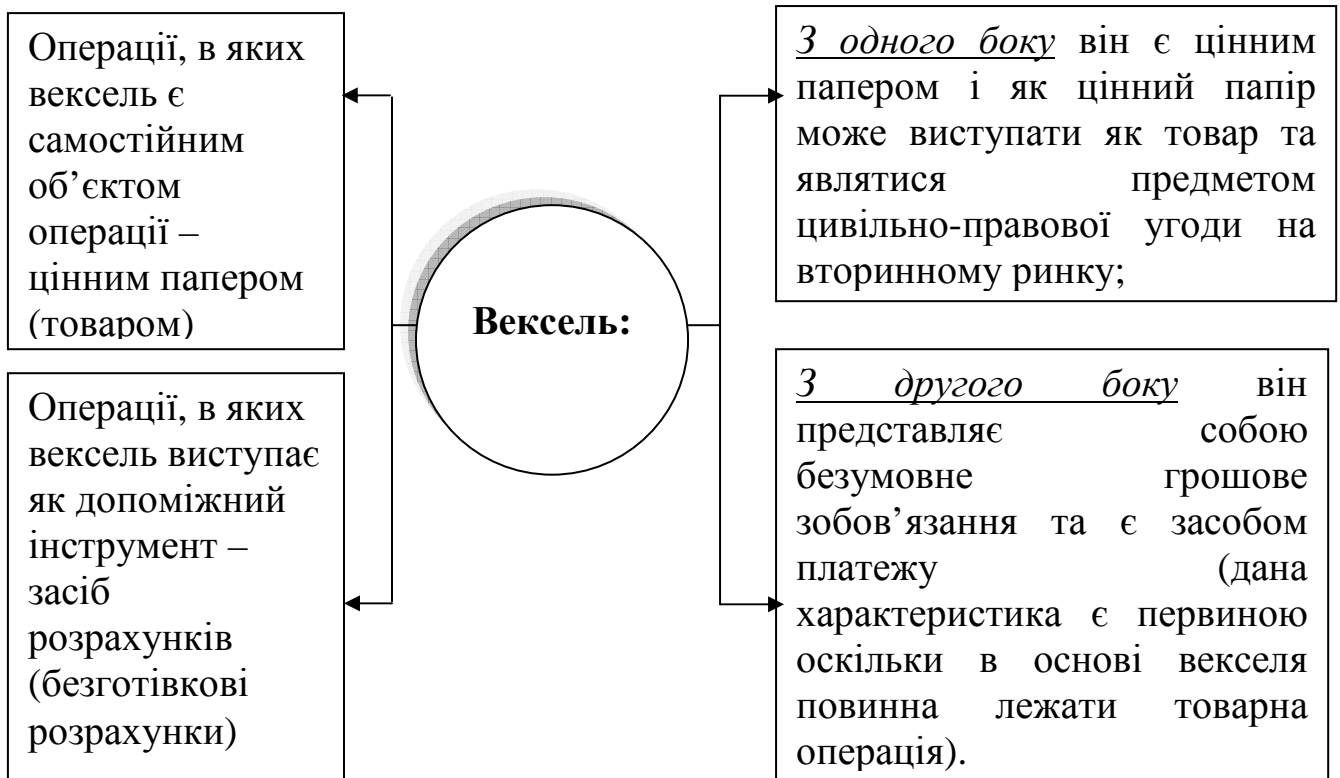 Операції, в яких
вексель є
самостійним
об’єктом
операції –
цінним папером
(товаром)
Операції, в яких
вексель виступає
як допоміжний
інструмент –
засіб
розрахунків
(безготівкові
розрахунки)
Вексель:
З одного боку він є цінним
папером і як цінний папір
може виступати як товар та
являтися предметом
цивільно-правової угоди на
вторинному ринку;
З другого боку він
представляє собою
безумовне грошове
зобов’язання та є засобом
платежу (дана
характеристика є первиною
оскільки в основі векселя
повинна лежати товарна
операція).